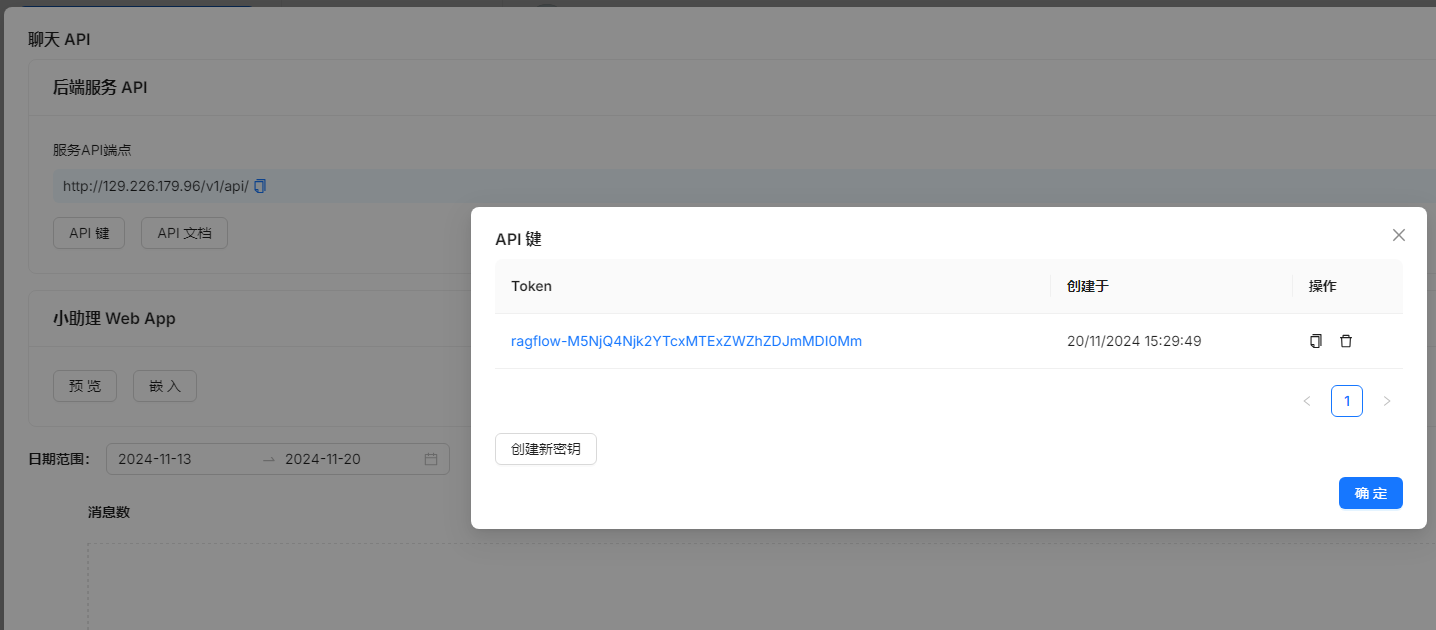 聊天 API
后端服务 API
服务API端点
http://129.226.179.96/v1/api/
API 键
API 文档
小助理 Web App
预 览
嵌 入
日期范围：
2024-11-13
2024-11-20
消息数
API 键
Token
创建于
操作
ragflow-M5NjQ4Njk2YTcxMTExZWZhZDJmMDI0Mm
20/11/2024 15:29:49
1
创建新密钥
确 定